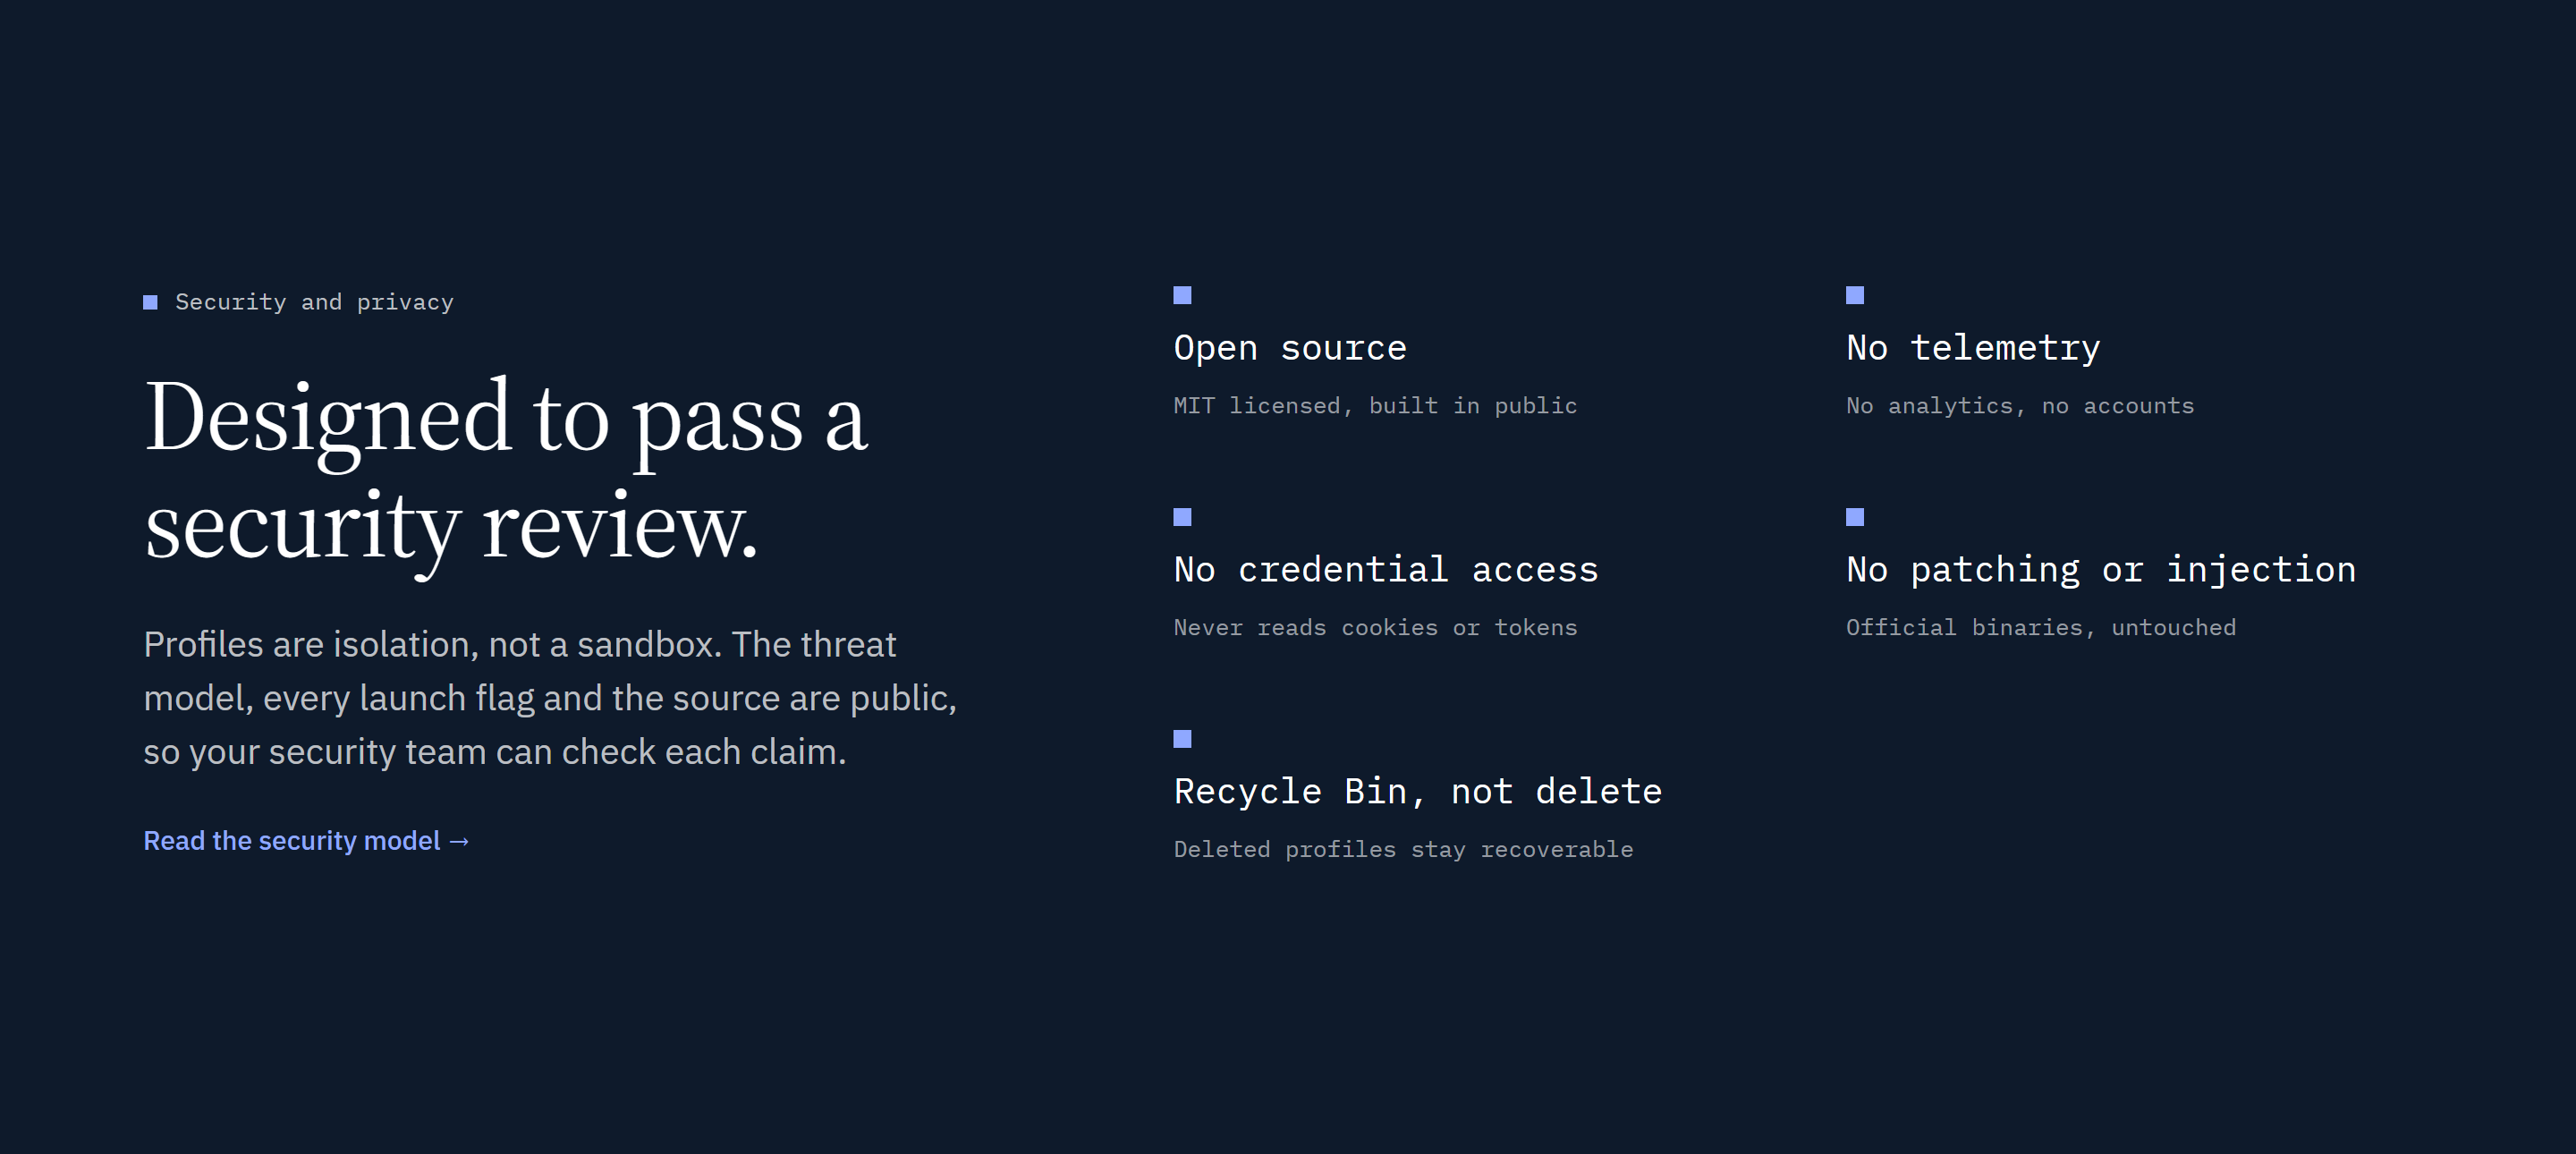 Security and privacy
Designed to pass a
security review.
Profiles are isolation, not a sandbox. The threat
model, every launch flag and the source are public,
so your security team can check each claim.
Read the security model →
Open source
MIT licensed, built in public
No telemetry
No analytics, no accounts
No credential access
Never reads cookies or tokens
No patching or injection
Official binaries, untouched
Recycle Bin, not delete
Deleted profiles stay recoverable